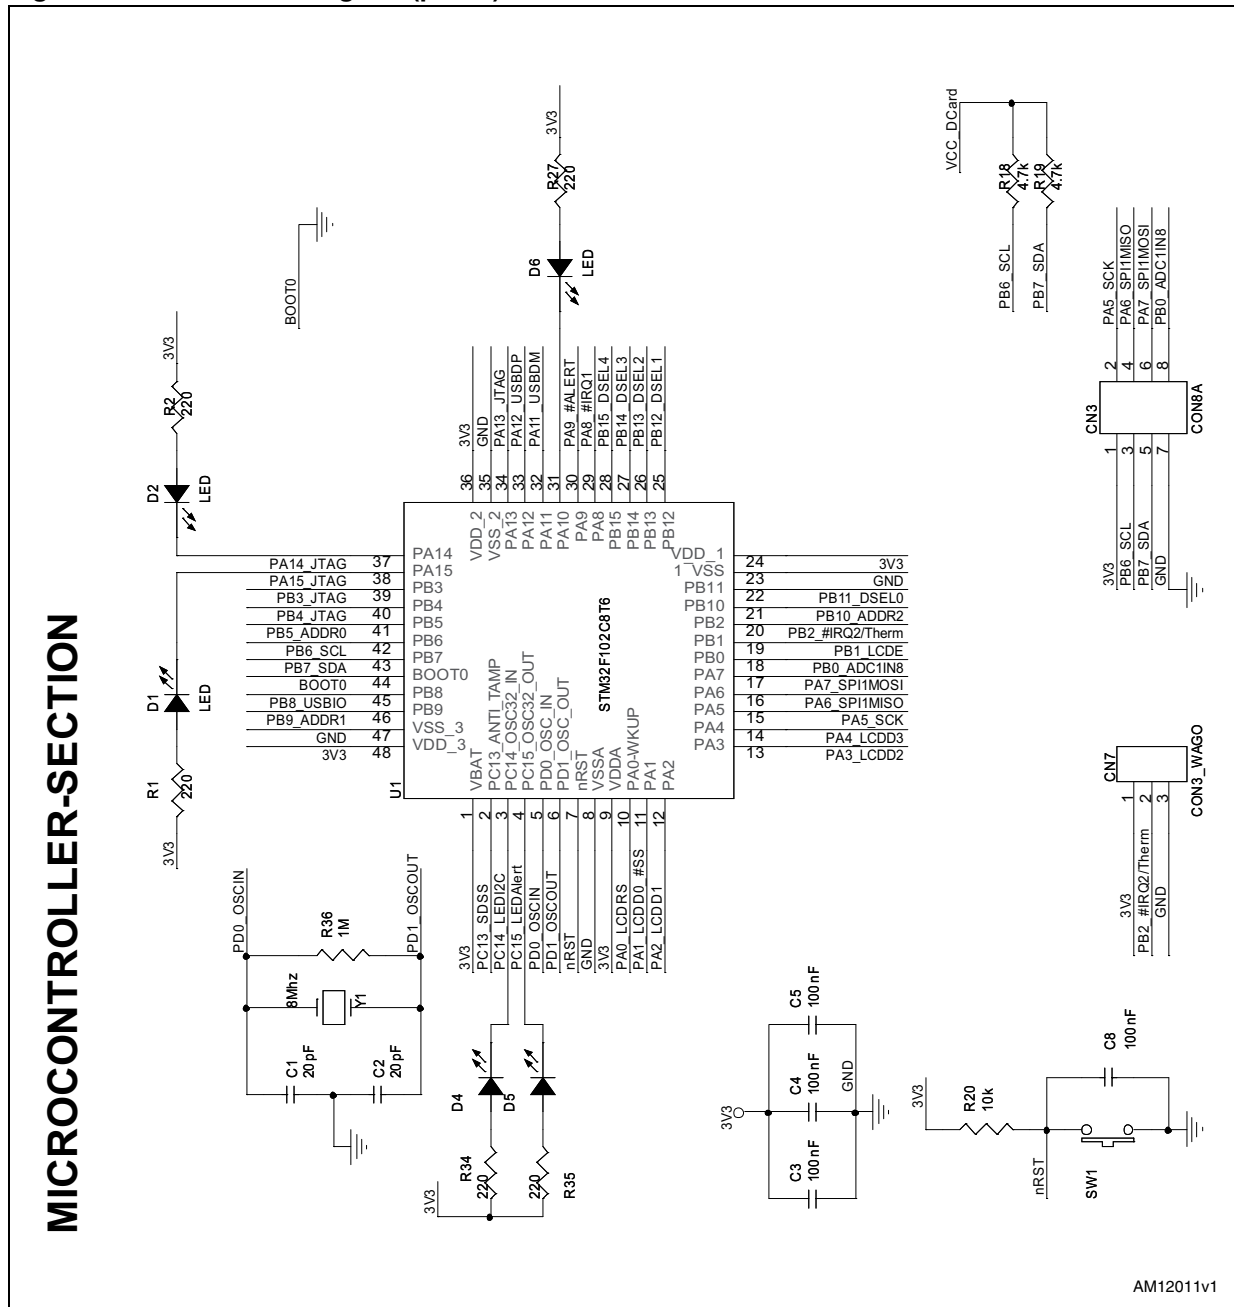 MICROCONTROLLER-SECTION
3V3
R27
220
D6
LED
BOOT0
3V3
R2
220
D2
LED
VCC_DCard
R18
4.7k
R19
4.7k
PB6_SCL
PB7_SDA
PA5_SCK
PA6_SPI1MISO
PA7_SPI1MOSI
PB0_ADC1IN8
2
4
6
8
CN3
CON8A
1
3
5
7
3V3
PB6_SCL
PB7_SDA
GND
3V3
GND
PA13_JTAG
PA12_USBDP
PA11_USBDM
PA9_#ALERT
PA8_#IRQ1
PB15_DSEL4
PB14_DSEL3
PB13_DSEL2
PB12_DSEL1
36
35
34
33
32
31
30
29
28
27
26
25
VDD_2
VSS_2
PA13
PA12
PA11
PA10
PA9
PA8
PB15
PB14
PB13
PB12
PA14_JTAG 37 PA14
PA15_JTAG 38 PA15
PB3_JTAG 39 PB3
PB4_JTAG 40 PB4
PB5_ADDR0 41 PB5
PB6_SCL 42 PB6
PB7_SDA 43 PB7
BOOT0 44 BOOT0
PB8_USBIO 45 PB8
PB9_ADDR1 46 PB9
GND 47 VSS_3
3V3 48 VDD_3
STM32F102C8T6
U1
VDD_1 24 3V3
1_VSS 23 GND
PB11 22 PB11_DSEL0
PB10 21 PB10_ADDR2
PB2 20 PB2_#IRQ2/Therm
PB1 19 PB1_LCDE
PB0 18 PB0_ADC1IN8
PA7 17 PA7_SPI1MOSI
PA6 16 PA6_SPI1MISO
PA5 15 PA5_SCK
PA4 14 PA4_LCDD3
PA3 13 PA3_LCDD2
VBAT
PC13_ANTI_TAMP
PC14_OSC32_IN
PC15_OSC32_OUT
PD0_OSC_IN
PD1_OSC_OUT
nRST
VSSA
VDDA
PA0-WKUP
PA1
PA2
1
2
3
4
5
6
7
8
9
10
11
12
3V3
PC13_SDSS
PC14_LEDI2C
PC15_LEDAlert
PD0_OSCIN
PD1_OSCOUT
nRST
GND
3V3
PA0_LCDRS
PA1_LCDD0_#SS
PA2_LCDD1
D1
LED
R1
220
3V3
PD0_OSCIN
PD1_OSCOUT
R36
1M
8Mhz
Y1
C1
20pF
C2
20pF
D4
D5
R34
220
220
R35
3V3
CN7
CON3_WAGO
1
2
3
3V3
PB2_#IRQ2/Therm
GND
C5
100nF
C4
100nF
C3
100nF
3V3
GND
3V3
R20
10k
C8
100nF
nRST
SW1
AM12011v1